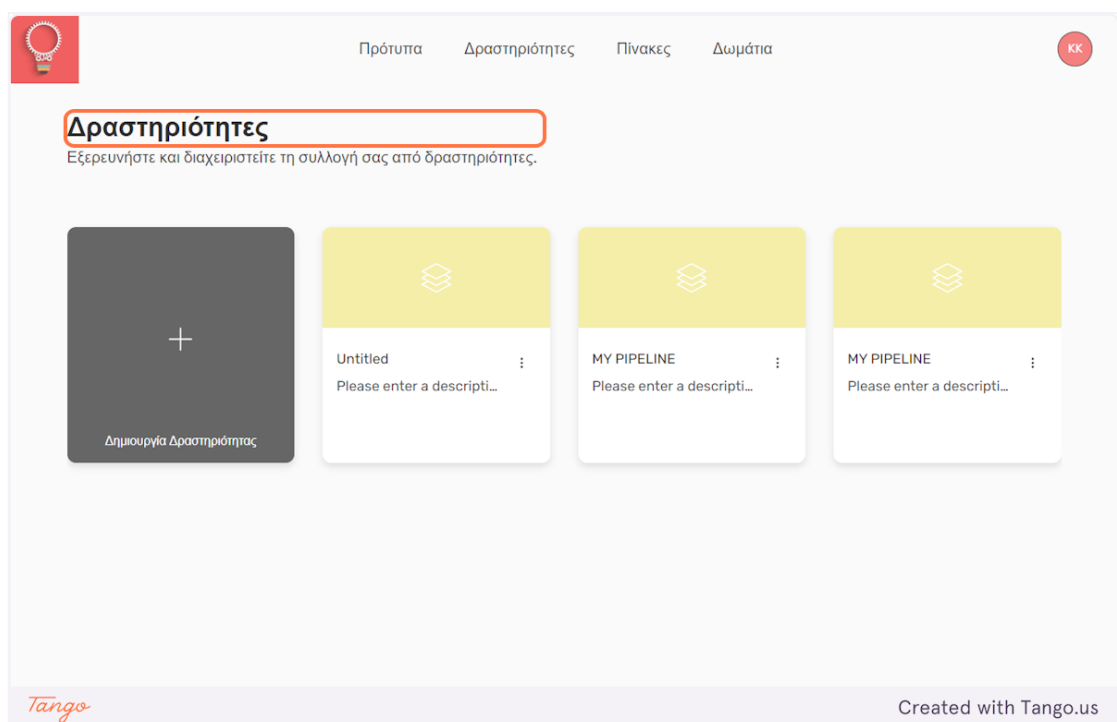 Πρότυπα Δραστηριότητες Πίνακες Δωμάτια KK
Δραστηριότητες
Εξερευνήστε και διαχειριστείτε τη συλλογή σας από δραστηριότητες.
Δημιουργία Δραστηριότητας
Untitled
Please enter a descripti...
MY PIPELINE
Please enter a descripti...
MY PIPELINE
Please enter a descripti...
Tango
Created with Tango.us